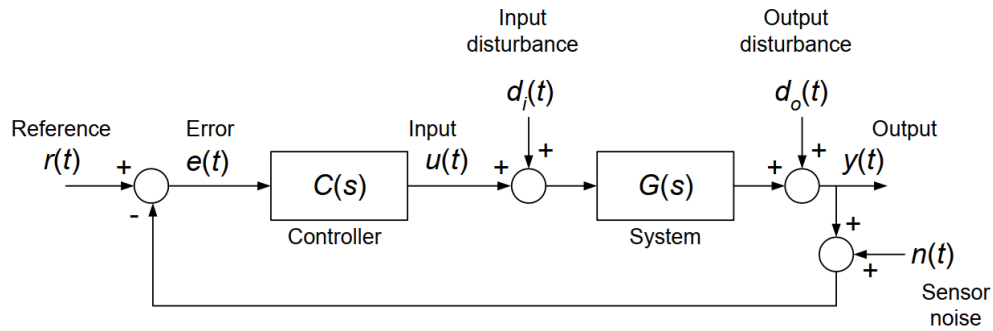 Input
disturbance
d_i(t)
Output
disturbance
d_o(t)
Reference
r(t)
+
-
Error
e(t)
C(s)
Controller
Input
u(t)
+
+
G(s)
System
+
+
Output
y(t)
+
+
n(t)
Sensor
noise